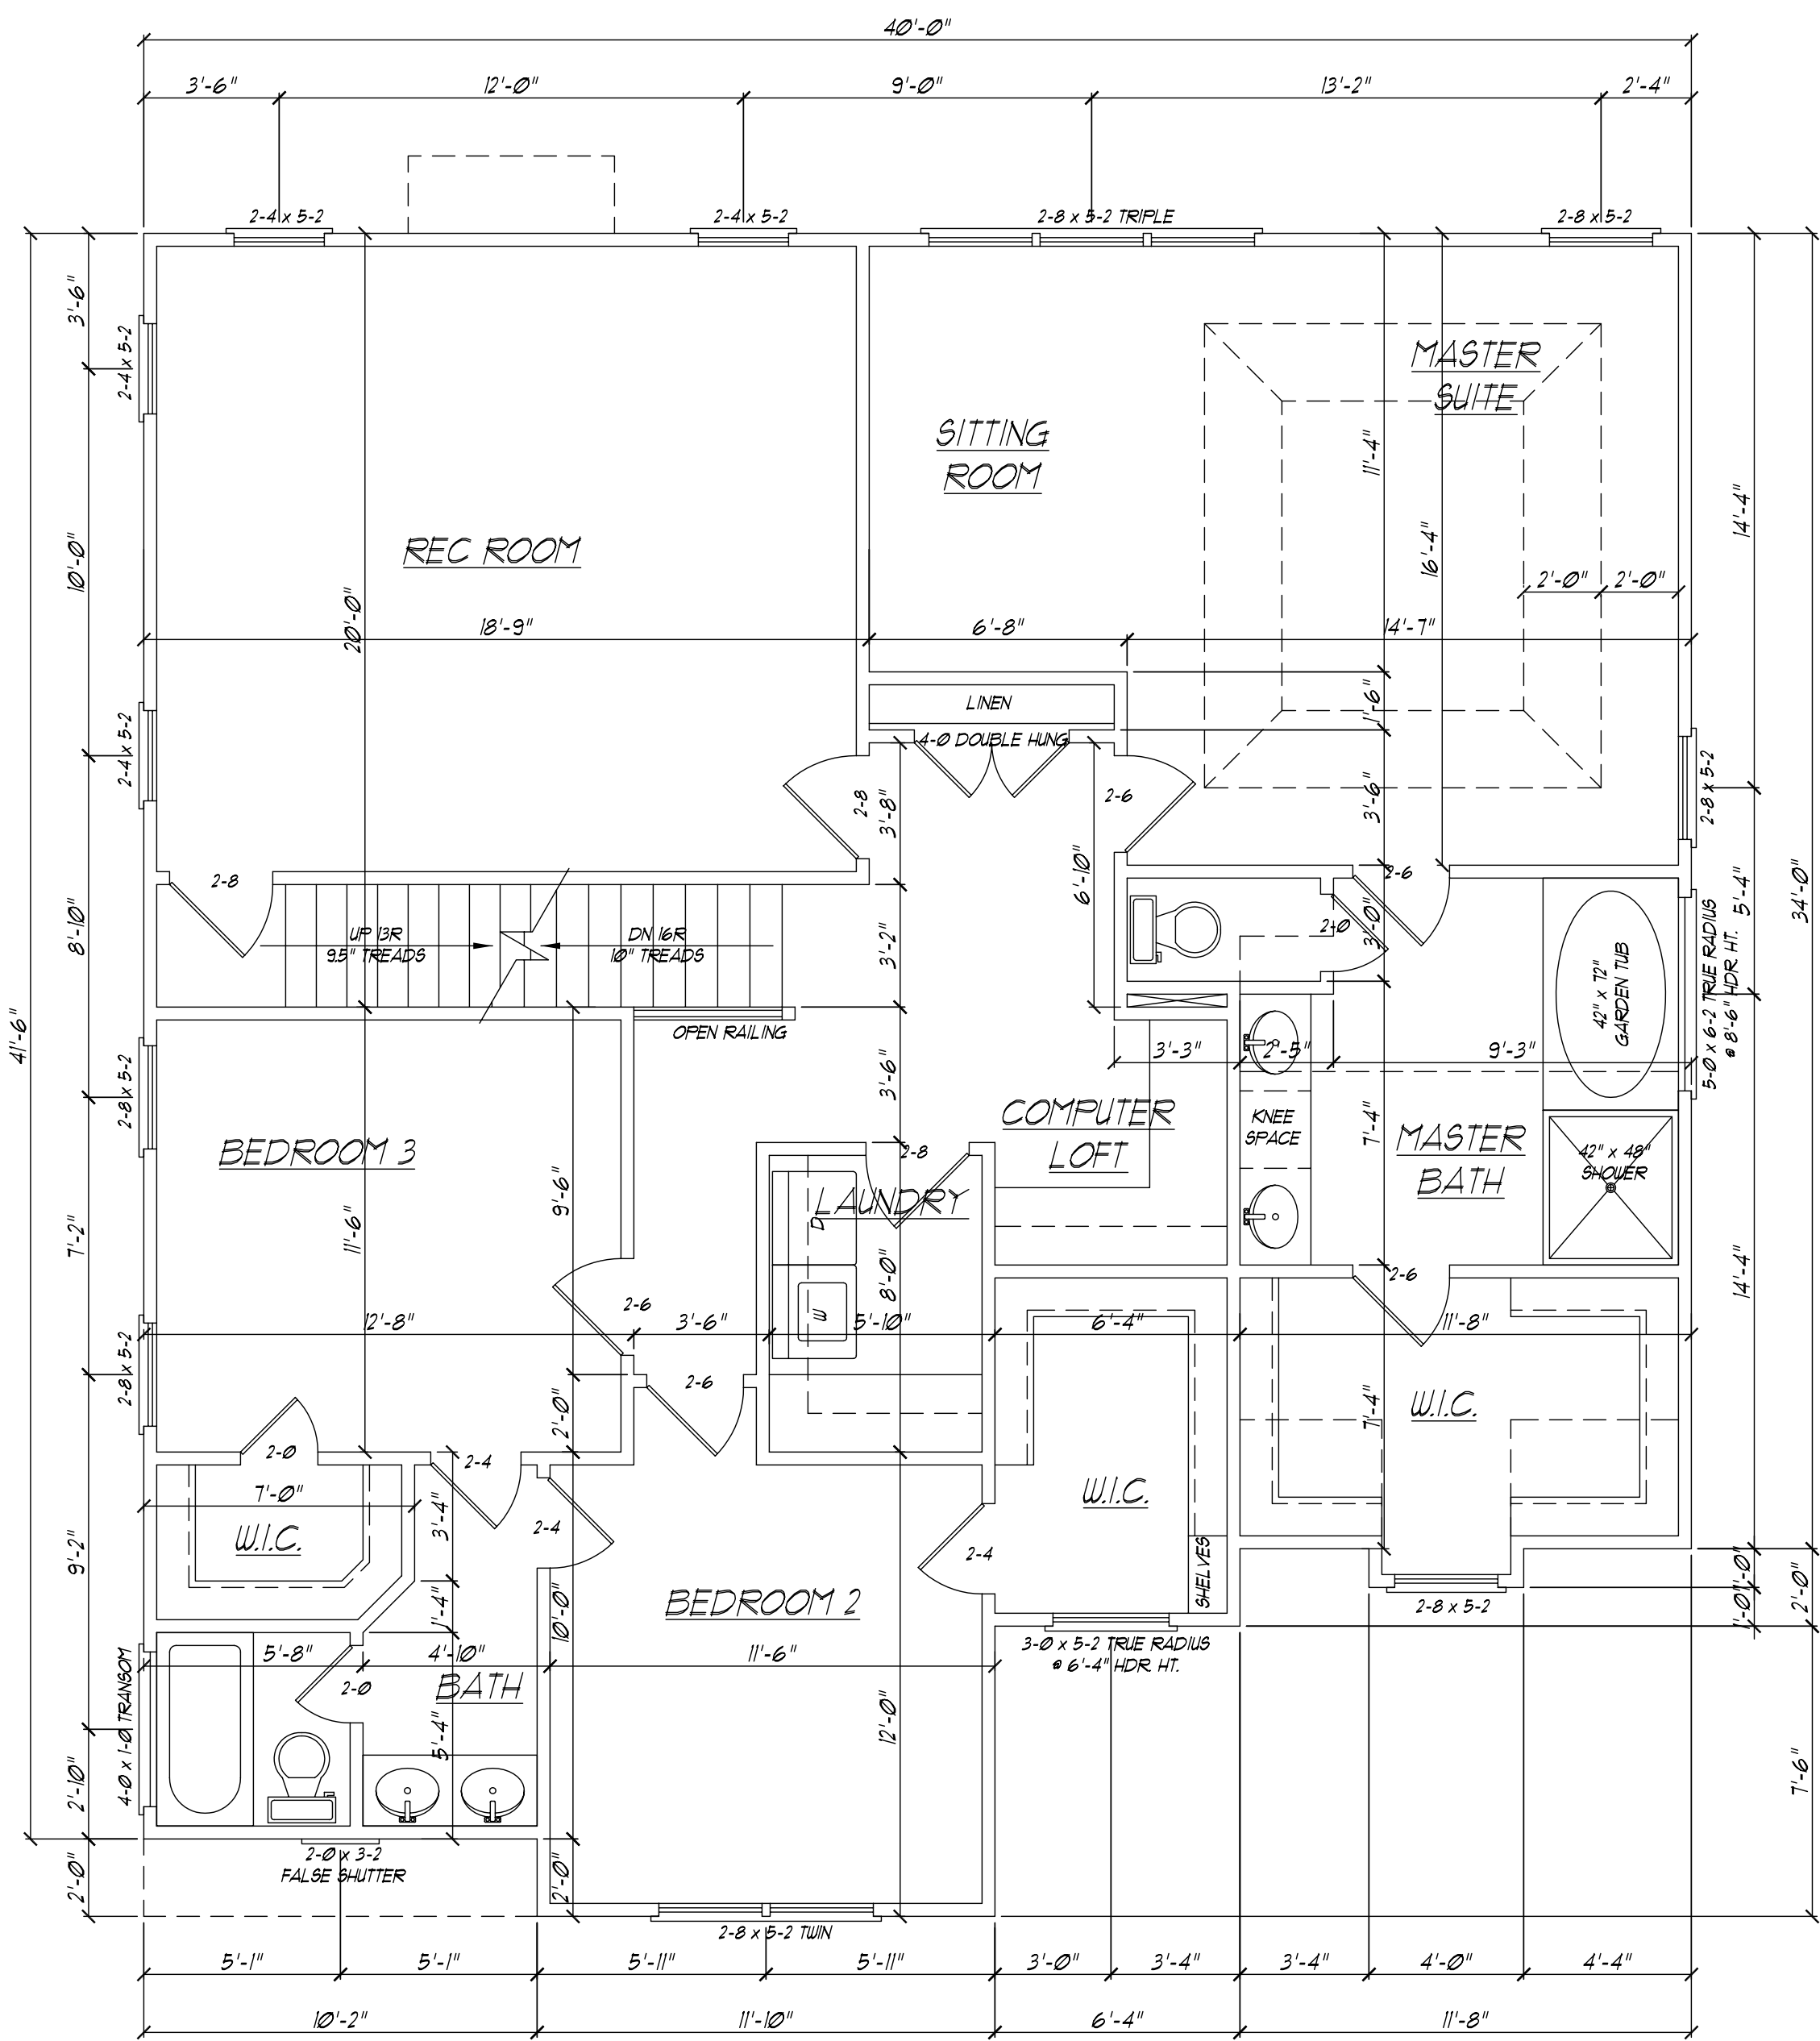 40'-0"
3'-6" 12'-0" 9'-0" 13'-2" 2'-4"
2-4 x 5-2 2-4 x 5-2 2-8 x 5-2 TRIPLE 2-8 x 5-2
3'-6"
2-4 x 5-2
MASTER
SUITE
SITTING
ROOM
11'-4"
14'-4"
10'-0"
REC ROOM
16'-4"
20'-0"
2'-0" 2'-0"
18'-9" 6'-8" 14'-7"
LINEN
1'-6"
4-0 DOUBLE HUNG
2-4 x 5-2
2-8
3'-8"
2-6
3'-6"
2-8 x 5-2
6'-10"
2-8
2-6
5'-4"
34'-0"
8'-10"
UP 13R
9.5" TREADS
DN 16R
10" TREADS
3'-2"
2-0
3'-0"
42" x 72"
GARDEN TUB
5-0 x 6-2 TRUE RADIUS
@ 8'-6" HDR. HT.
41'-6"
OPEN RAILING
3'-3" 2'-5" 9'-3"
2-8 x 5-2
3'-6"
COMPUTER
LOFT
KNEE
SPACE
7'-4"
MASTER
BATH
42" x 48"
SHOWER
BEDROOM 3
2-8
LAUNDRY
D
W
9'-6"
11'-6"
7'-2"
8'-0"
14'-4"
2-6
2-6
12'-8" 3'-6" 5'-10" 6'-4" 11'-8"
2-8 x 5-2
2-6
2'-0"
7'-4"
W.I.C.
2-0
2-4
7'-0"
W.I.C.
3'-4"
2-4
W.I.C.
2-4
SHELVES
9'-2"
1'-4"
10'-0"
BEDROOM 2
1'-0"
1'-0"
2'-0"
2-8 x 5-2
3-0 x 5-2 TRUE RADIUS
@ 6'-4" HDR. HT.
5'-8" 4'-10" 11'-6"
2-0
BATH
4-0 x 1-0 TRANSOM
5'-4"
12'-0"
2'-10"
7'-6"
2-0 x 3-2
FALSE SHUTTER
2'-0"
2'-0"
2-8 x 5-2 TWIN
5'-1" 5'-1" 5'-11" 5'-11" 3'-0" 3'-4" 3'-4" 4'-0" 4'-4"
10'-2" 11'-10" 6'-4" 11'-8"